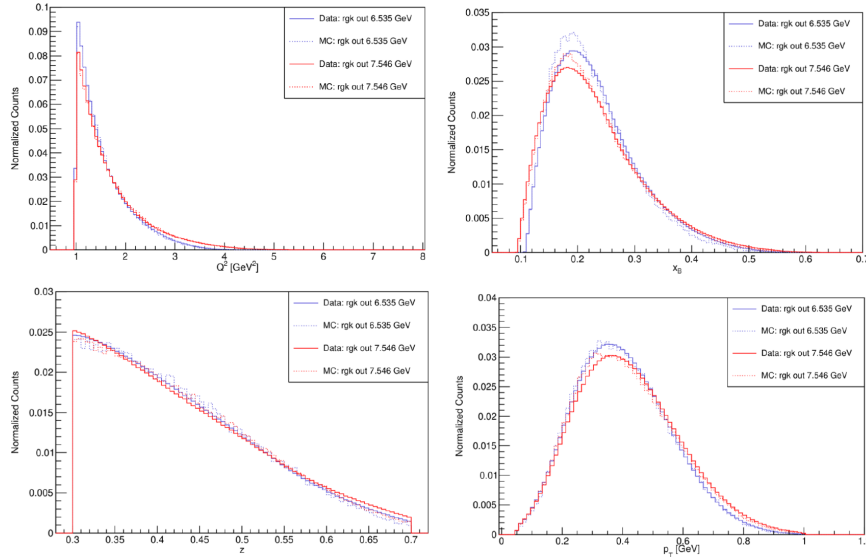 0.1
0.09
0.08
0.07
0.06
0.05
0.04
0.03
0.02
0.01
0
Normalized Counts
Data: rgk out 6.535 GeV
MC: rgk out 6.535 GeV
Data: rgk out 7.546 GeV
MC: rgk out 7.546 GeV
1 2 3 4 5 6 7 8
Q² [GeV²]
0.035
0.03
0.025
0.02
0.015
0.01
0.005
0
Normalized Counts
Data: rgk out 6.535 GeV
MC: rgk out 6.535 GeV
Data: rgk out 7.546 GeV
MC: rgk out 7.546 GeV
0.1 0.2 0.3 0.4 0.5 0.6 0.7
x_B
0.03
0.025
0.02
0.015
0.01
0.005
0
Normalized Counts
Data: rgk out 6.535 GeV
MC: rgk out 6.535 GeV
Data: rgk out 7.546 GeV
MC: rgk out 7.546 GeV
0.3 0.35 0.4 0.45 0.5 0.55 0.6 0.65 0.7
z
0.04
0.035
0.03
0.025
0.02
0.015
0.01
0.005
0
Normalized Counts
Data: rgk out 6.535 GeV
MC: rgk out 6.535 GeV
Data: rgk out 7.546 GeV
MC: rgk out 7.546 GeV
0 0.2 0.4 0.6 0.8 1
p_T [GeV]